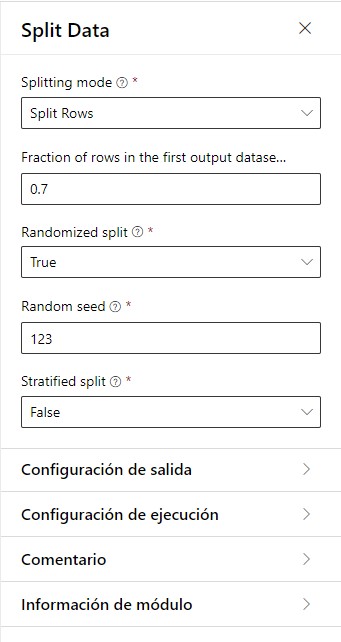 Split Data
Splitting mode *
Split Rows
Fraction of rows in the first output datase...
0.7
Randomized split *
True
Random seed *
123
Stratified split *
False
Configuración de salida
Configuración de ejecución
Comentario
Información de módulo